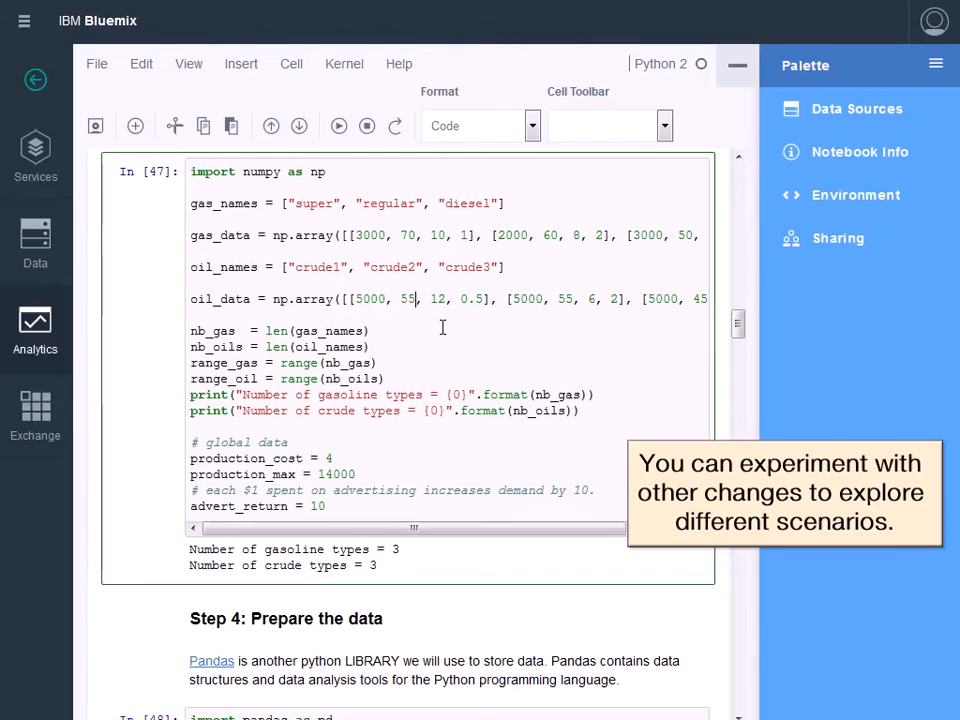 IBM Bluemix
File Edit View Insert Cell Kernel Help
Python 2
Format
Cell Toolbar
Code
Services
Data
Analytics
Exchange
Palette
Data Sources
Notebook Info
Environment
Sharing
In [47]:
import numpy as np
gas_names = ["super", "regular", "diesel"]
gas_data = np.array([[3000, 70, 10, 1], [2000, 60, 8, 2], [3000, 50,
oil_names = ["crude1", "crude2", "crude3"]
oil_data = np.array([[5000, 55, 12, 0.5], [5000, 55, 6, 2], [5000, 45
nb_gas  = len(gas_names)
nb_oils = len(oil_names)
range_gas = range(nb_gas)
range_oil = range(nb_oils)
print("Number of gasoline types = {0}".format(nb_gas))
print("Number of crude types = {0}".format(nb_oils))
# global data
production_cost = 4
production_max = 14000
# each $1 spent on advertising increases demand by 10.
advert_return = 10
Number of gasoline types = 3
Number of crude types = 3
You can experiment with
other changes to explore
different scenarios.
Step 4: Prepare the data
Pandas is another python LIBRARY we will use to store data. Pandas contains data
structures and data analysis tools for the Python programming language.
In [48]:
import pandas as pd